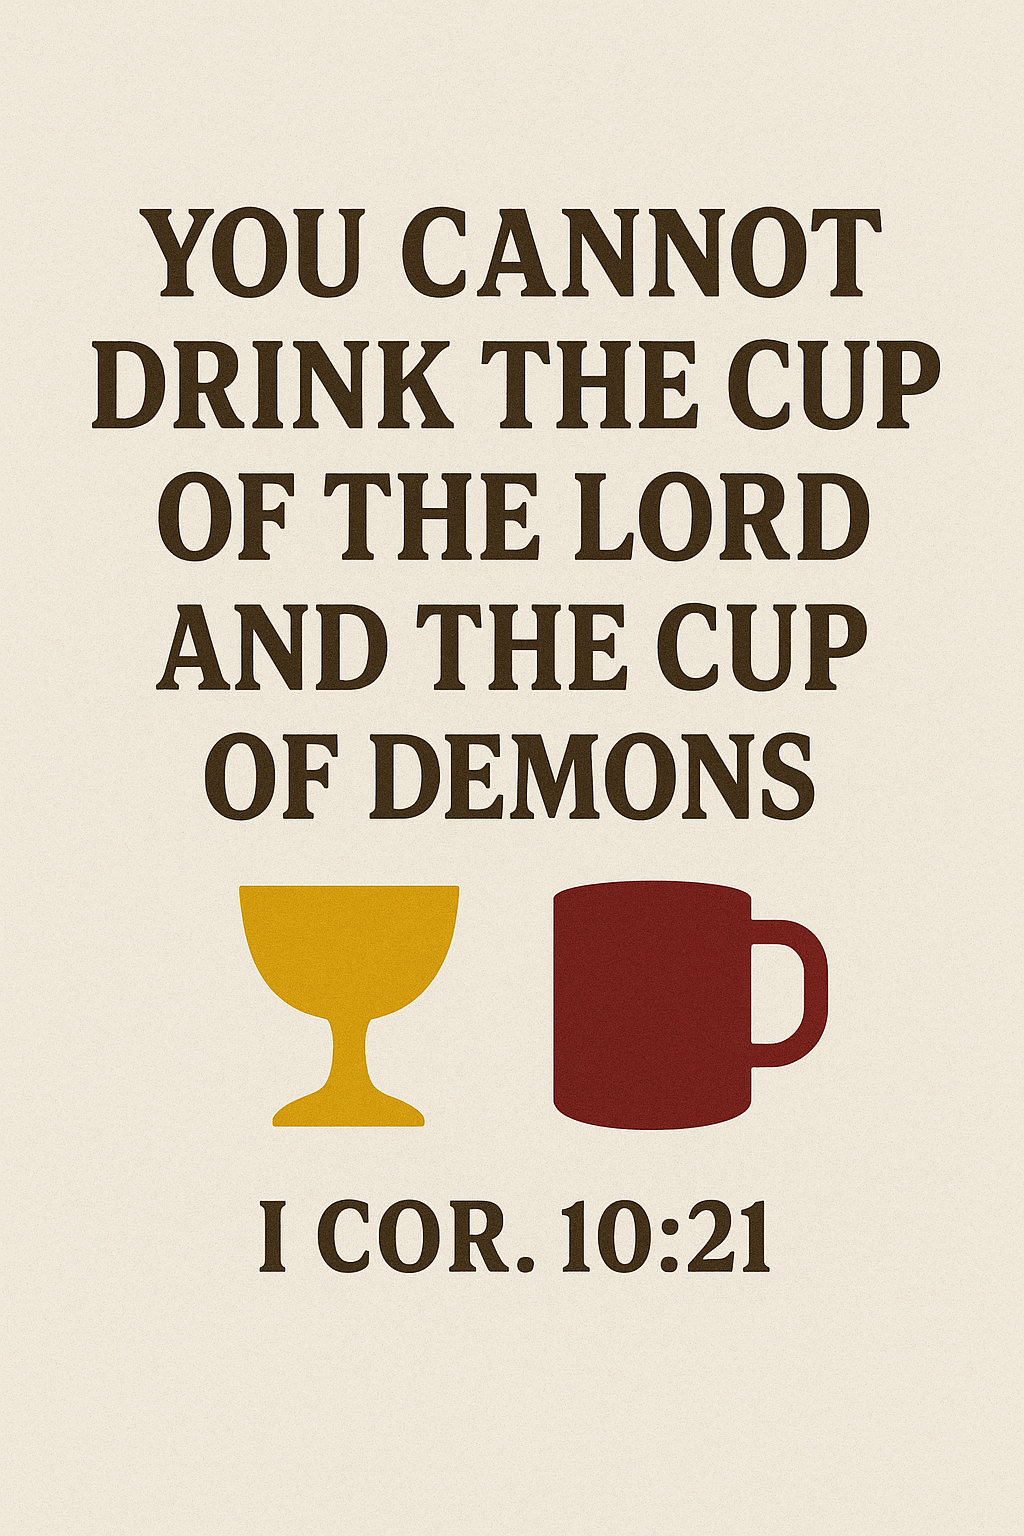 YOU CANNOT
DRINK THE CUP
OF THE LORD
AND THE CUP
OF DEMONS
I COR. 10:21